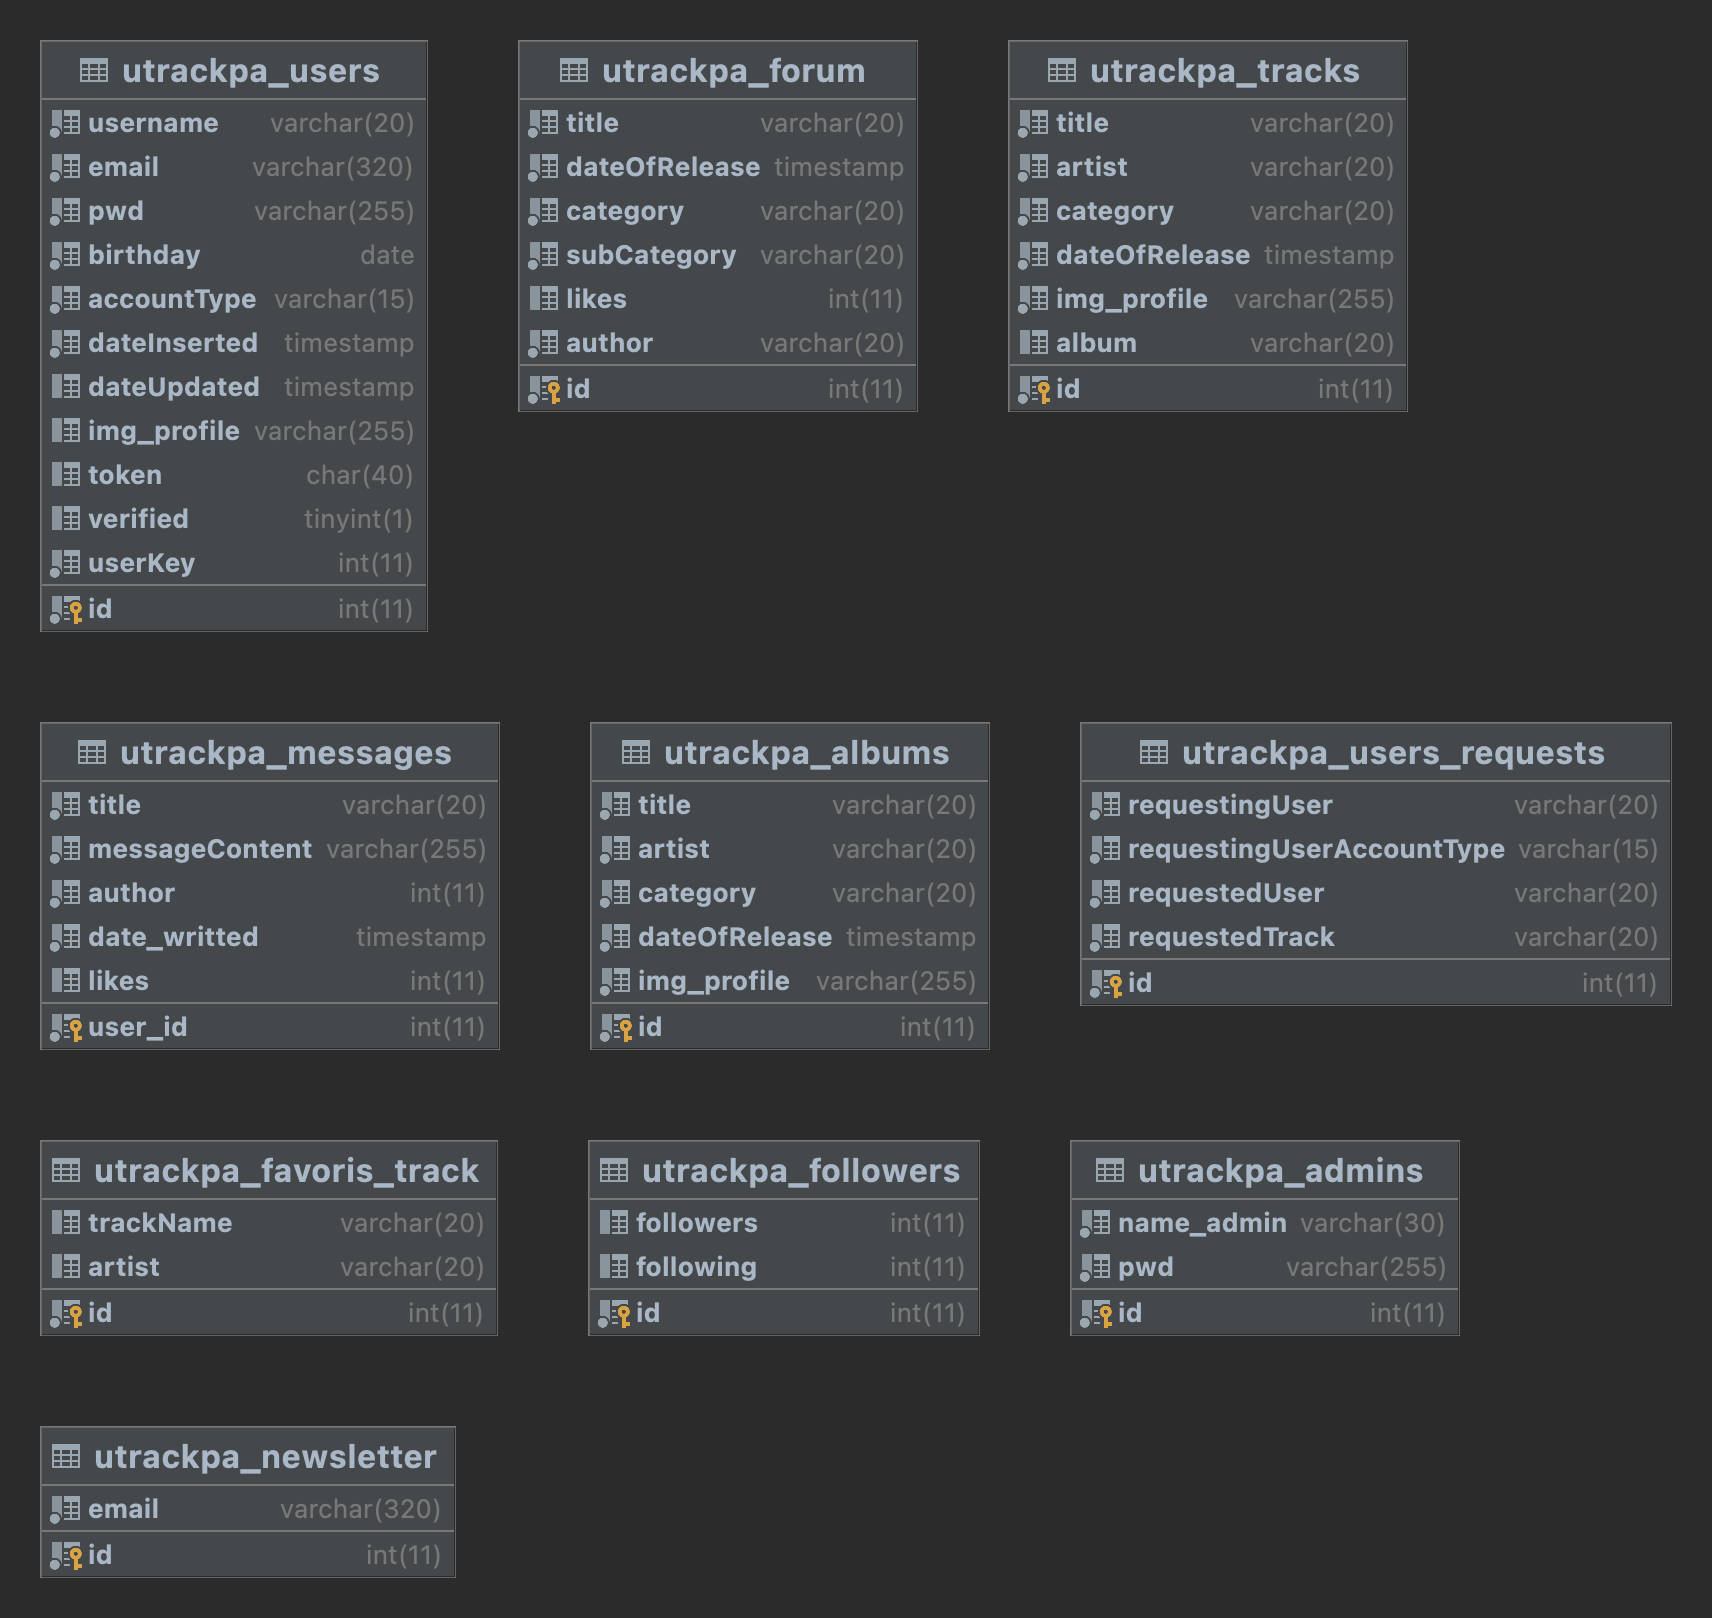 utrackpa_users
username varchar(20)
email varchar(320)
pwd varchar(255)
birthday date
accountType varchar(15)
dateInserted timestamp
dateUpdated timestamp
img_profile varchar(255)
token char(40)
verified tinyint(1)
userKey int(11)
id int(11)
utrackpa_forum
title varchar(20)
dateOfRelease timestamp
category varchar(20)
subCategory varchar(20)
likes int(11)
author varchar(20)
id int(11)
utrackpa_tracks
title varchar(20)
artist varchar(20)
category varchar(20)
dateOfRelease timestamp
img_profile varchar(255)
album varchar(20)
id int(11)
utrackpa_messages
title varchar(20)
messageContent varchar(255)
author int(11)
date_writted timestamp
likes int(11)
user_id int(11)
utrackpa_albums
title varchar(20)
artist varchar(20)
category varchar(20)
dateOfRelease timestamp
img_profile varchar(255)
id int(11)
utrackpa_users_requests
requestingUser varchar(20)
requestingUserAccountType varchar(15)
requestedUser varchar(20)
requestedTrack varchar(20)
id int(11)
utrackpa_favoris_track
trackName varchar(20)
artist varchar(20)
id int(11)
utrackpa_followers
followers int(11)
following int(11)
id int(11)
utrackpa_admins
name_admin varchar(30)
pwd varchar(255)
id int(11)
utrackpa_newsletter
email varchar(320)
id int(11)